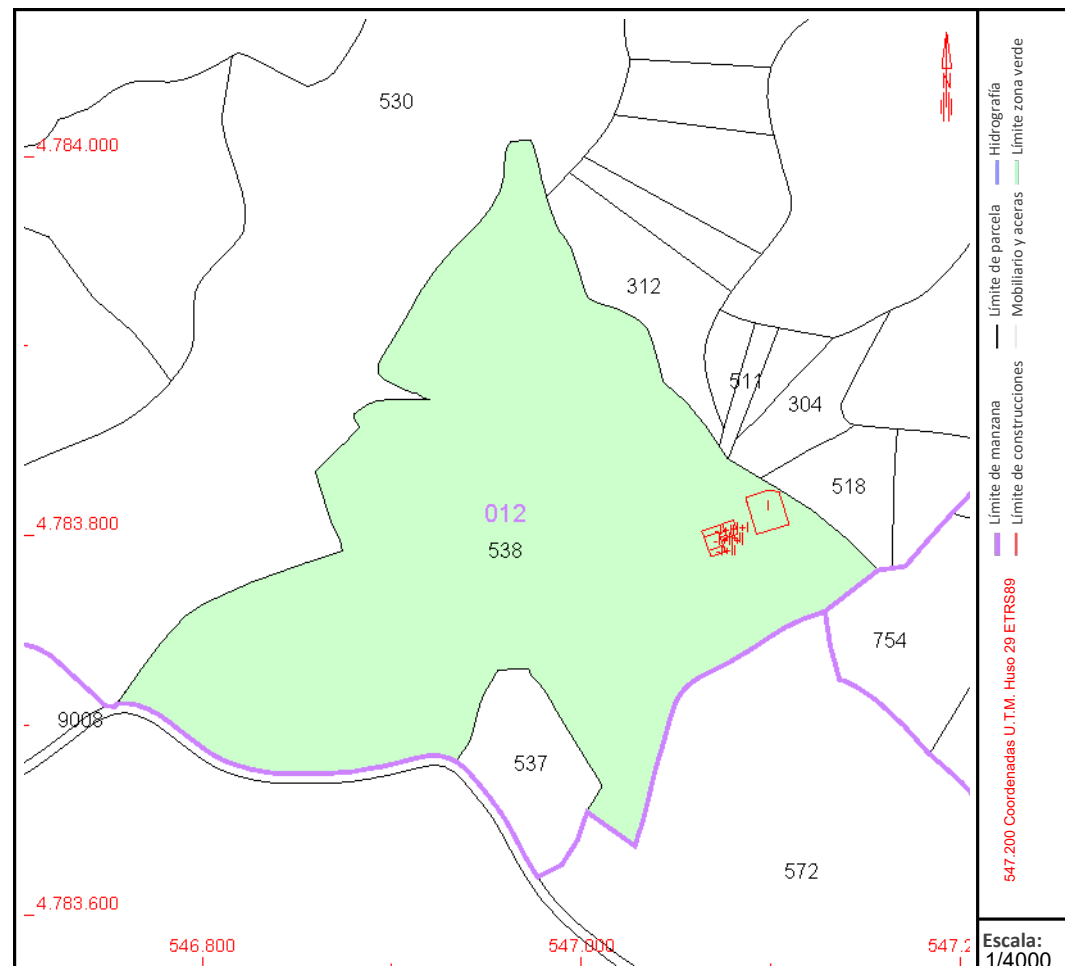 530
4.784.000
312
511
304
518
012
4.783.800
538
754
9008
537
572
4.783.600
546.800
547.000
547.2
N
Hidrografía
Límite zona verde
Límite de parcela
Mobiliario y aceras
Límite de manzana
Límite de construcciones
547.200 Coordenadas U.T.M. Huso 29 ETRS89
Escala:
1/4000